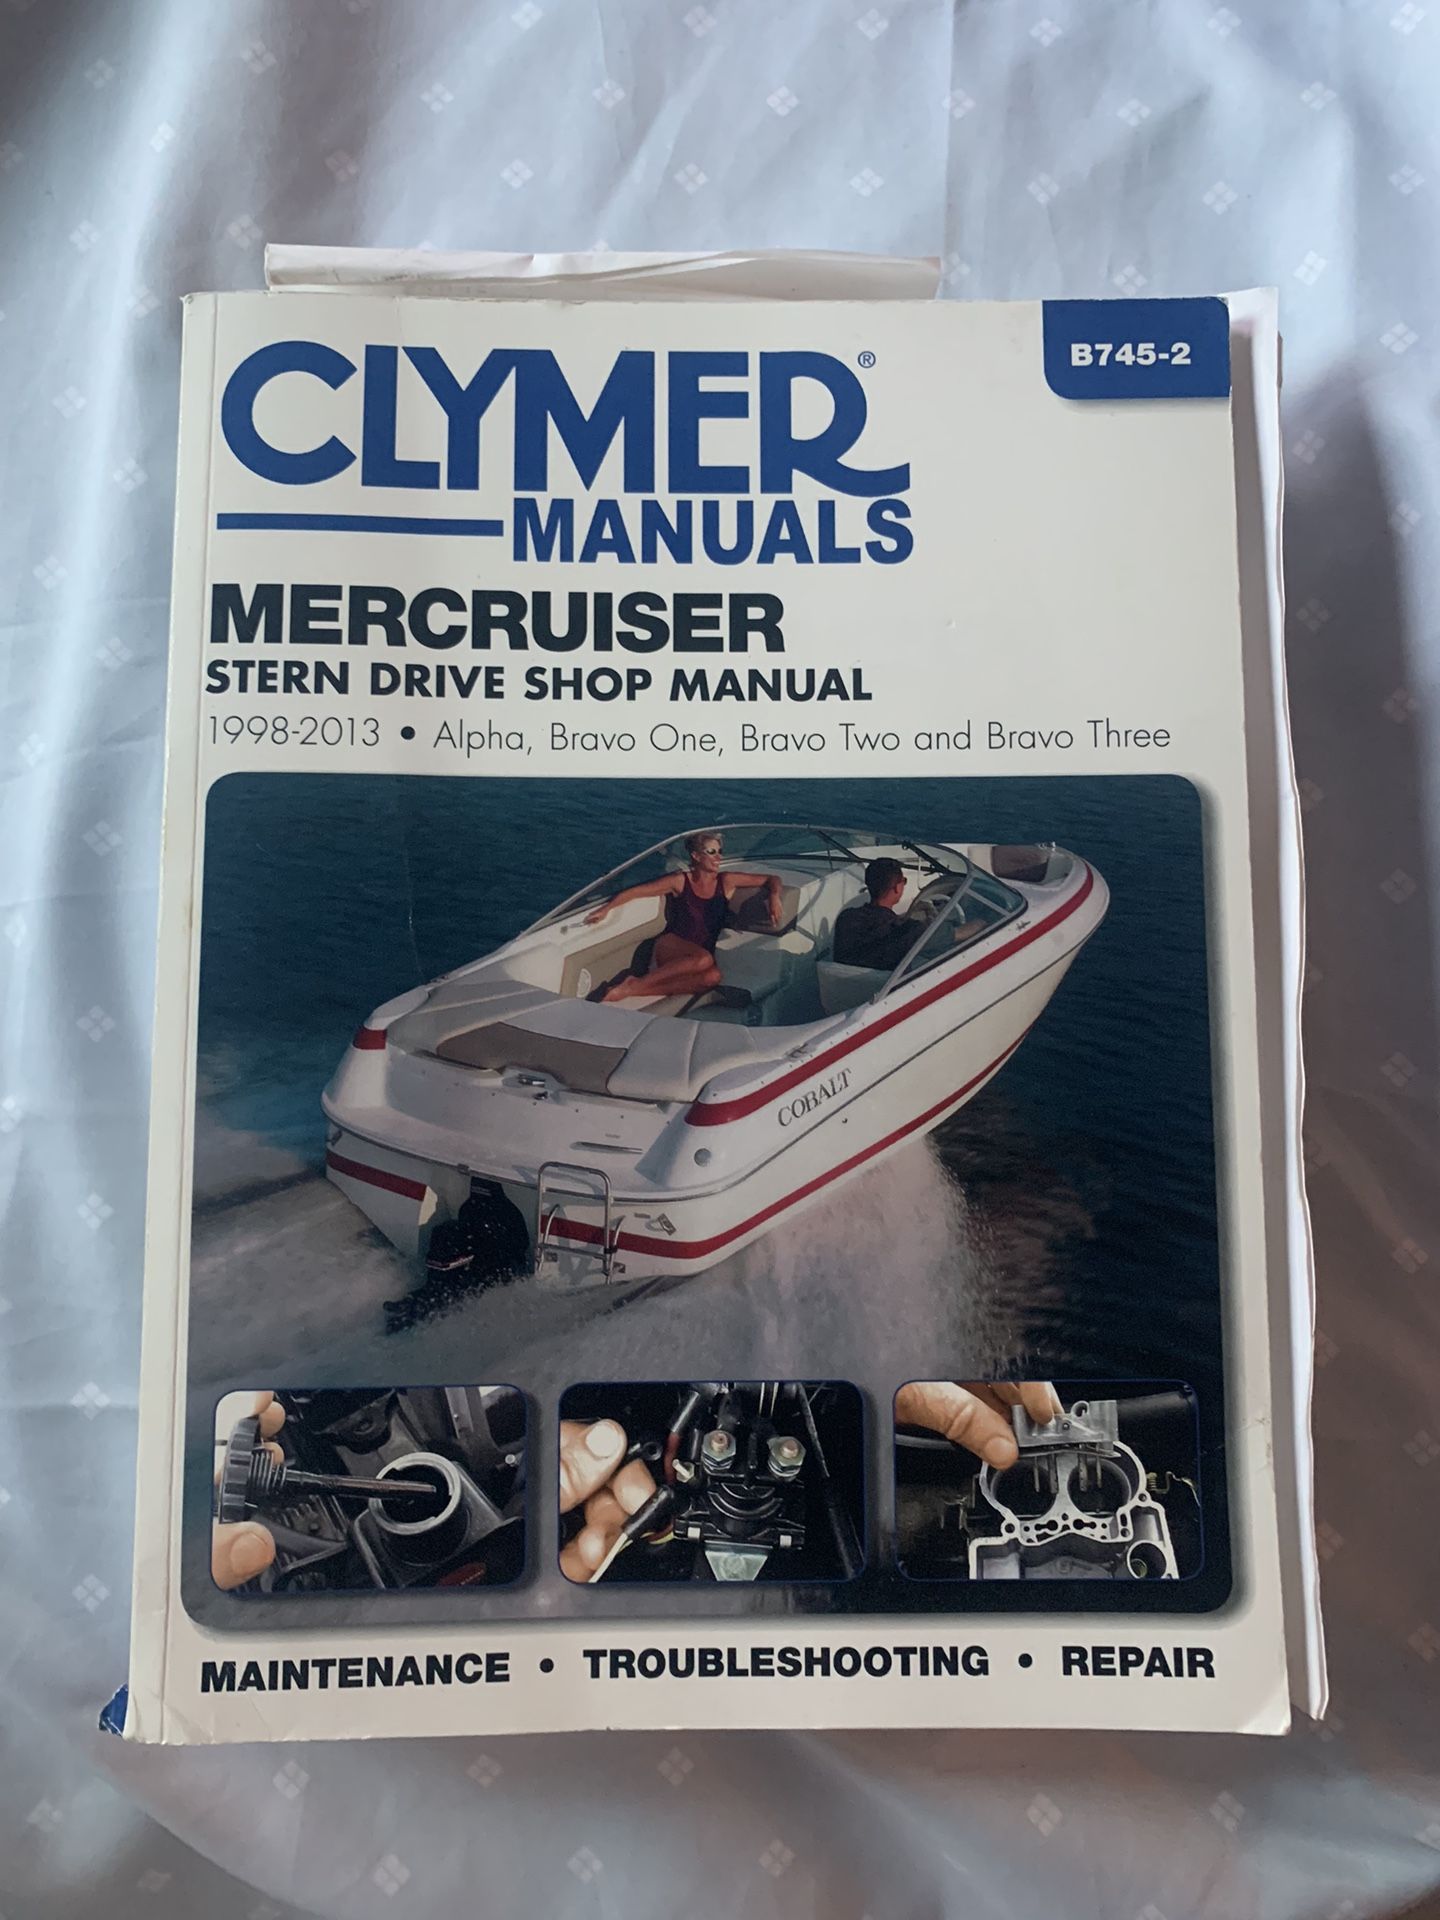 CLYMER®
B745-2
MANUALS
MERCRUISER
STERN DRIVE SHOP MANUAL
1998-2013 • Alpha, Bravo One, Bravo Two and Bravo Three
COBALT
MAINTENANCE • TROUBLESHOOTING • REPAIR